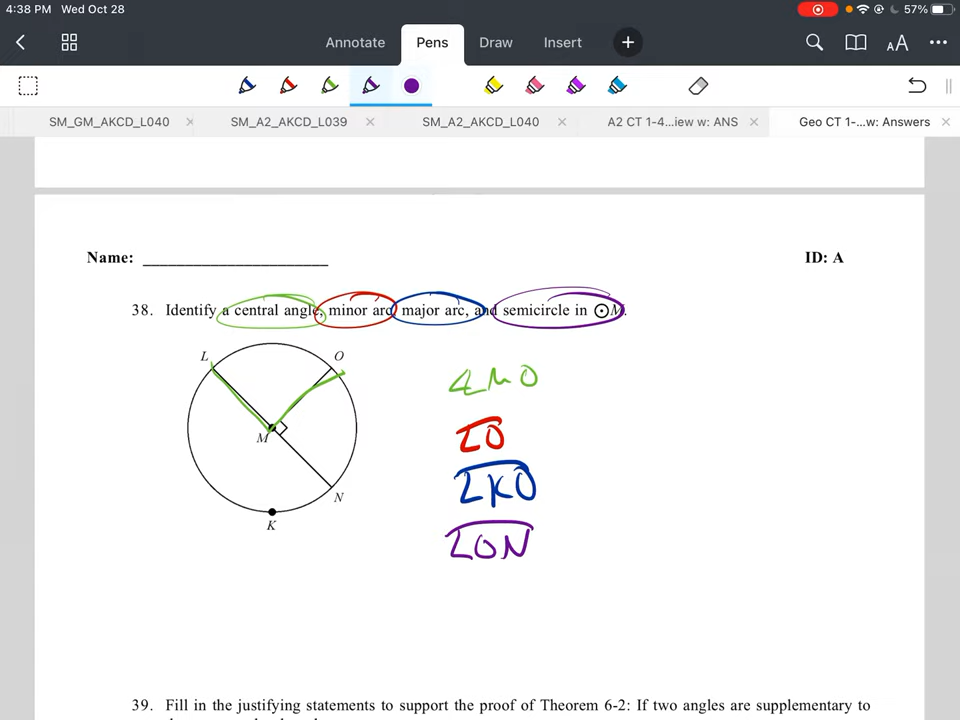 4:38 PM Wed Oct 28 57%
Annotate Pens Draw Insert
AA
SM_GM_AKCD_L040 × SM_A2_AKCD_L039 × SM_A2_AKCD_L040 × A2 CT 1-4...iew w: ANS × Geo CT 1-...w: Answers ×
Name: ______________________ ID: A
38. Identify a central angle, minor arc, major arc, and semicircle in ⊙M.
L O
M
N
K
∠LMO
LO
LKO
LON
39. Fill in the justifying statements to support the proof of Theorem 6-2: If two angles are supplementary to